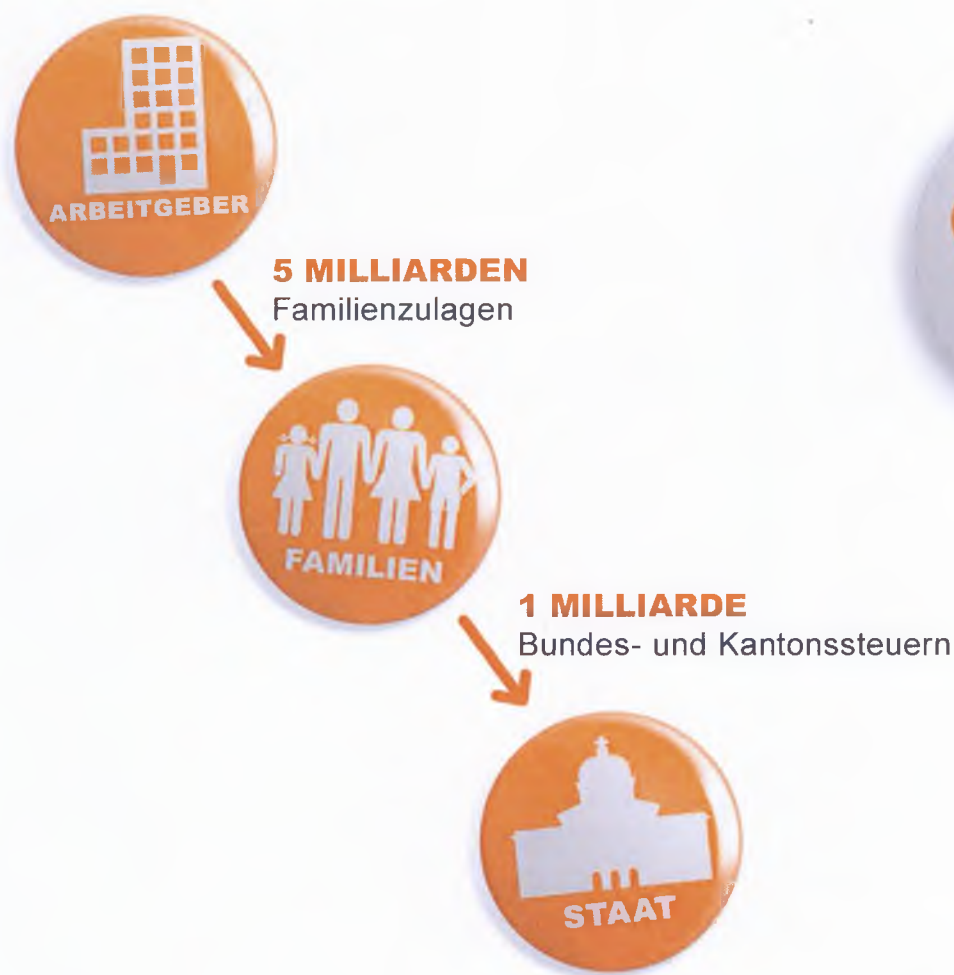 ARBEITGEBER
5 MILLIARDEN
Familienzulagen
FAMILIEN
1 MILLIARDE
Bundes- und Kantonssteuern
STAAT